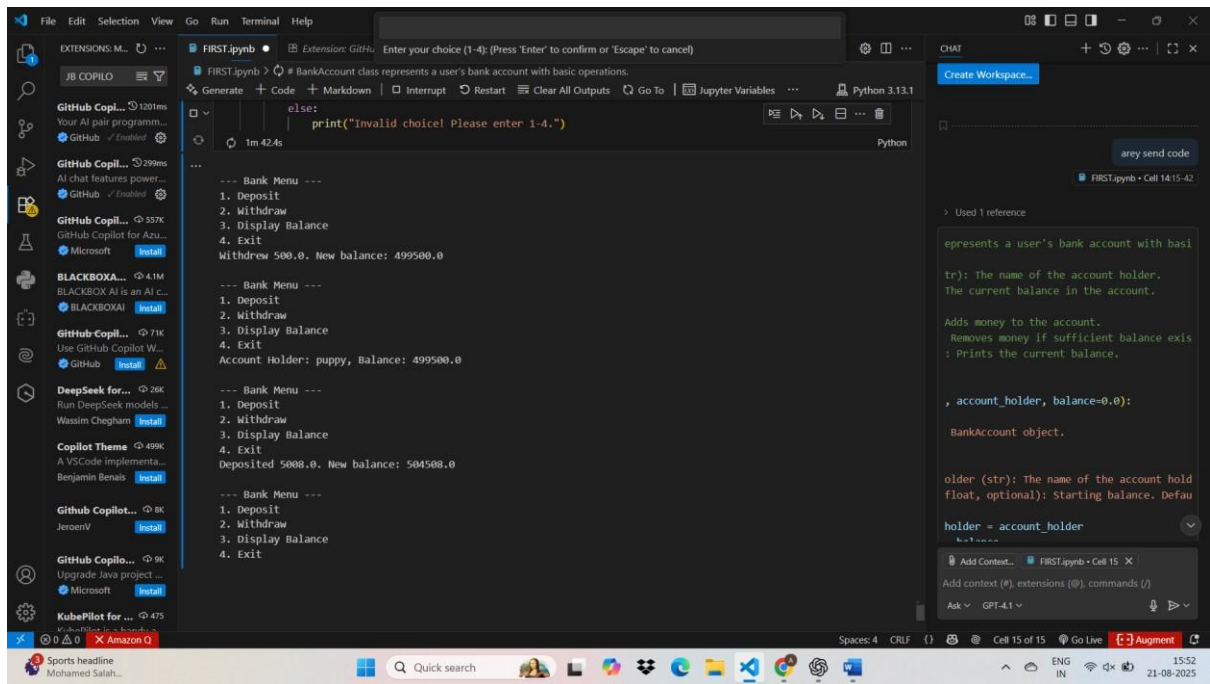 File Edit Selection View Go Run Terminal Help
Enter your choice (1-4): (Press 'Enter' to confirm or 'Escape' to cancel)
EXTENSIONS: M...
JB COPILO
GitHub Copi... 1201ms
Your AI pair programm...
GitHub ✓ Enabled
GitHub Copil... 299ms
AI chat features power...
GitHub ✓ Enabled
GitHub Copil... 557K
GitHub Copilot for Azu...
Microsoft Install
BLACKBOXA... 4.1M
BLACKBOX AI is an AI c...
BLACKBOXAI Install
GitHub Copil... 71K
Use GitHub Copilot W...
GitHub Install
DeepSeek for... 26K
Run DeepSeek models ...
Wassim Chegham Install
Copilot Theme 499K
A VSCode implementa...
Benjamin Benais Install
Github Copilot... 8K
JeroenV Install
GitHub Copilo... 9K
Upgrade Java project ...
Microsoft Install
KubePilot for ... 475
FIRST.ipynb ● Extension: GitHu
FIRST.ipynb > # BankAccount class represents a user's bank account with basic operations.
Generate + Code + Markdown | Interrupt Restart Clear All Outputs Go To | Jupyter Variables ... Python 3.13.1
else:
print("Invalid choice! Please enter 1-4.")
1m 42.4s Python
...
--- Bank Menu ---
1. Deposit
2. Withdraw
3. Display Balance
4. Exit
Withdrew 500.0. New balance: 499500.0
--- Bank Menu ---
1. Deposit
2. Withdraw
3. Display Balance
4. Exit
Account Holder: puppy, Balance: 499500.0
--- Bank Menu ---
1. Deposit
2. Withdraw
3. Display Balance
4. Exit
Deposited 5008.0. New balance: 504508.0
--- Bank Menu ---
1. Deposit
2. Withdraw
3. Display Balance
4. Exit
CHAT
Create Workspace...
arey send code
FIRST.ipynb • Cell 14:15-42
> Used 1 reference
epresents a user's bank account with basi
tr): The name of the account holder.
The current balance in the account.
Adds money to the account.
Removes money if sufficient balance exis
: Prints the current balance.
, account_holder, balance=0.0):
BankAccount object.
older (str): The name of the account hold
float, optional): Starting balance. Defau
holder = account_holder
Add Context... FIRST.ipynb • Cell 15 ×
Add context (#), extensions (@), commands (/)
Ask GPT-4.1
0 0 0 × Amazon Q Spaces: 4 CRLF {} Cell 15 of 15 Go Live Augment
3 Sports headline
Mohamed Salah...
Quick search
ENG
IN
15:52
21-08-2025